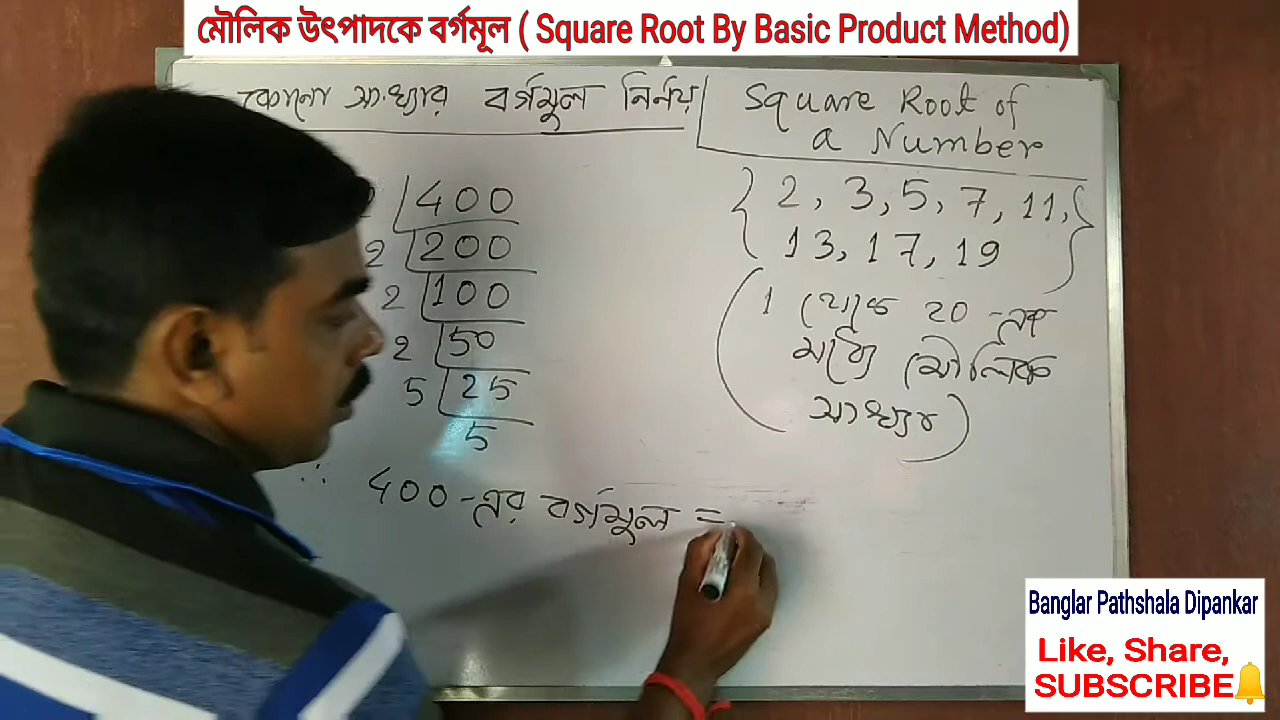 মৌলিক উৎপাদকে বর্গমূল ( Square Root By Basic Product Method)
কোনো সংখ্যার বর্গমূল নির্নয়
Square Root of
a Number
2 400
2 200
2 100
2 50
5 25
5
∴ 400-এর বর্গমূল =
{ 2, 3, 5, 7, 11,
13, 17, 19 }
( 1 থেকে 20 -এর
মধ্যে মৌলিক
সংখ্যার )
Banglar Pathshala Dipankar
Like, Share,
SUBSCRIBE